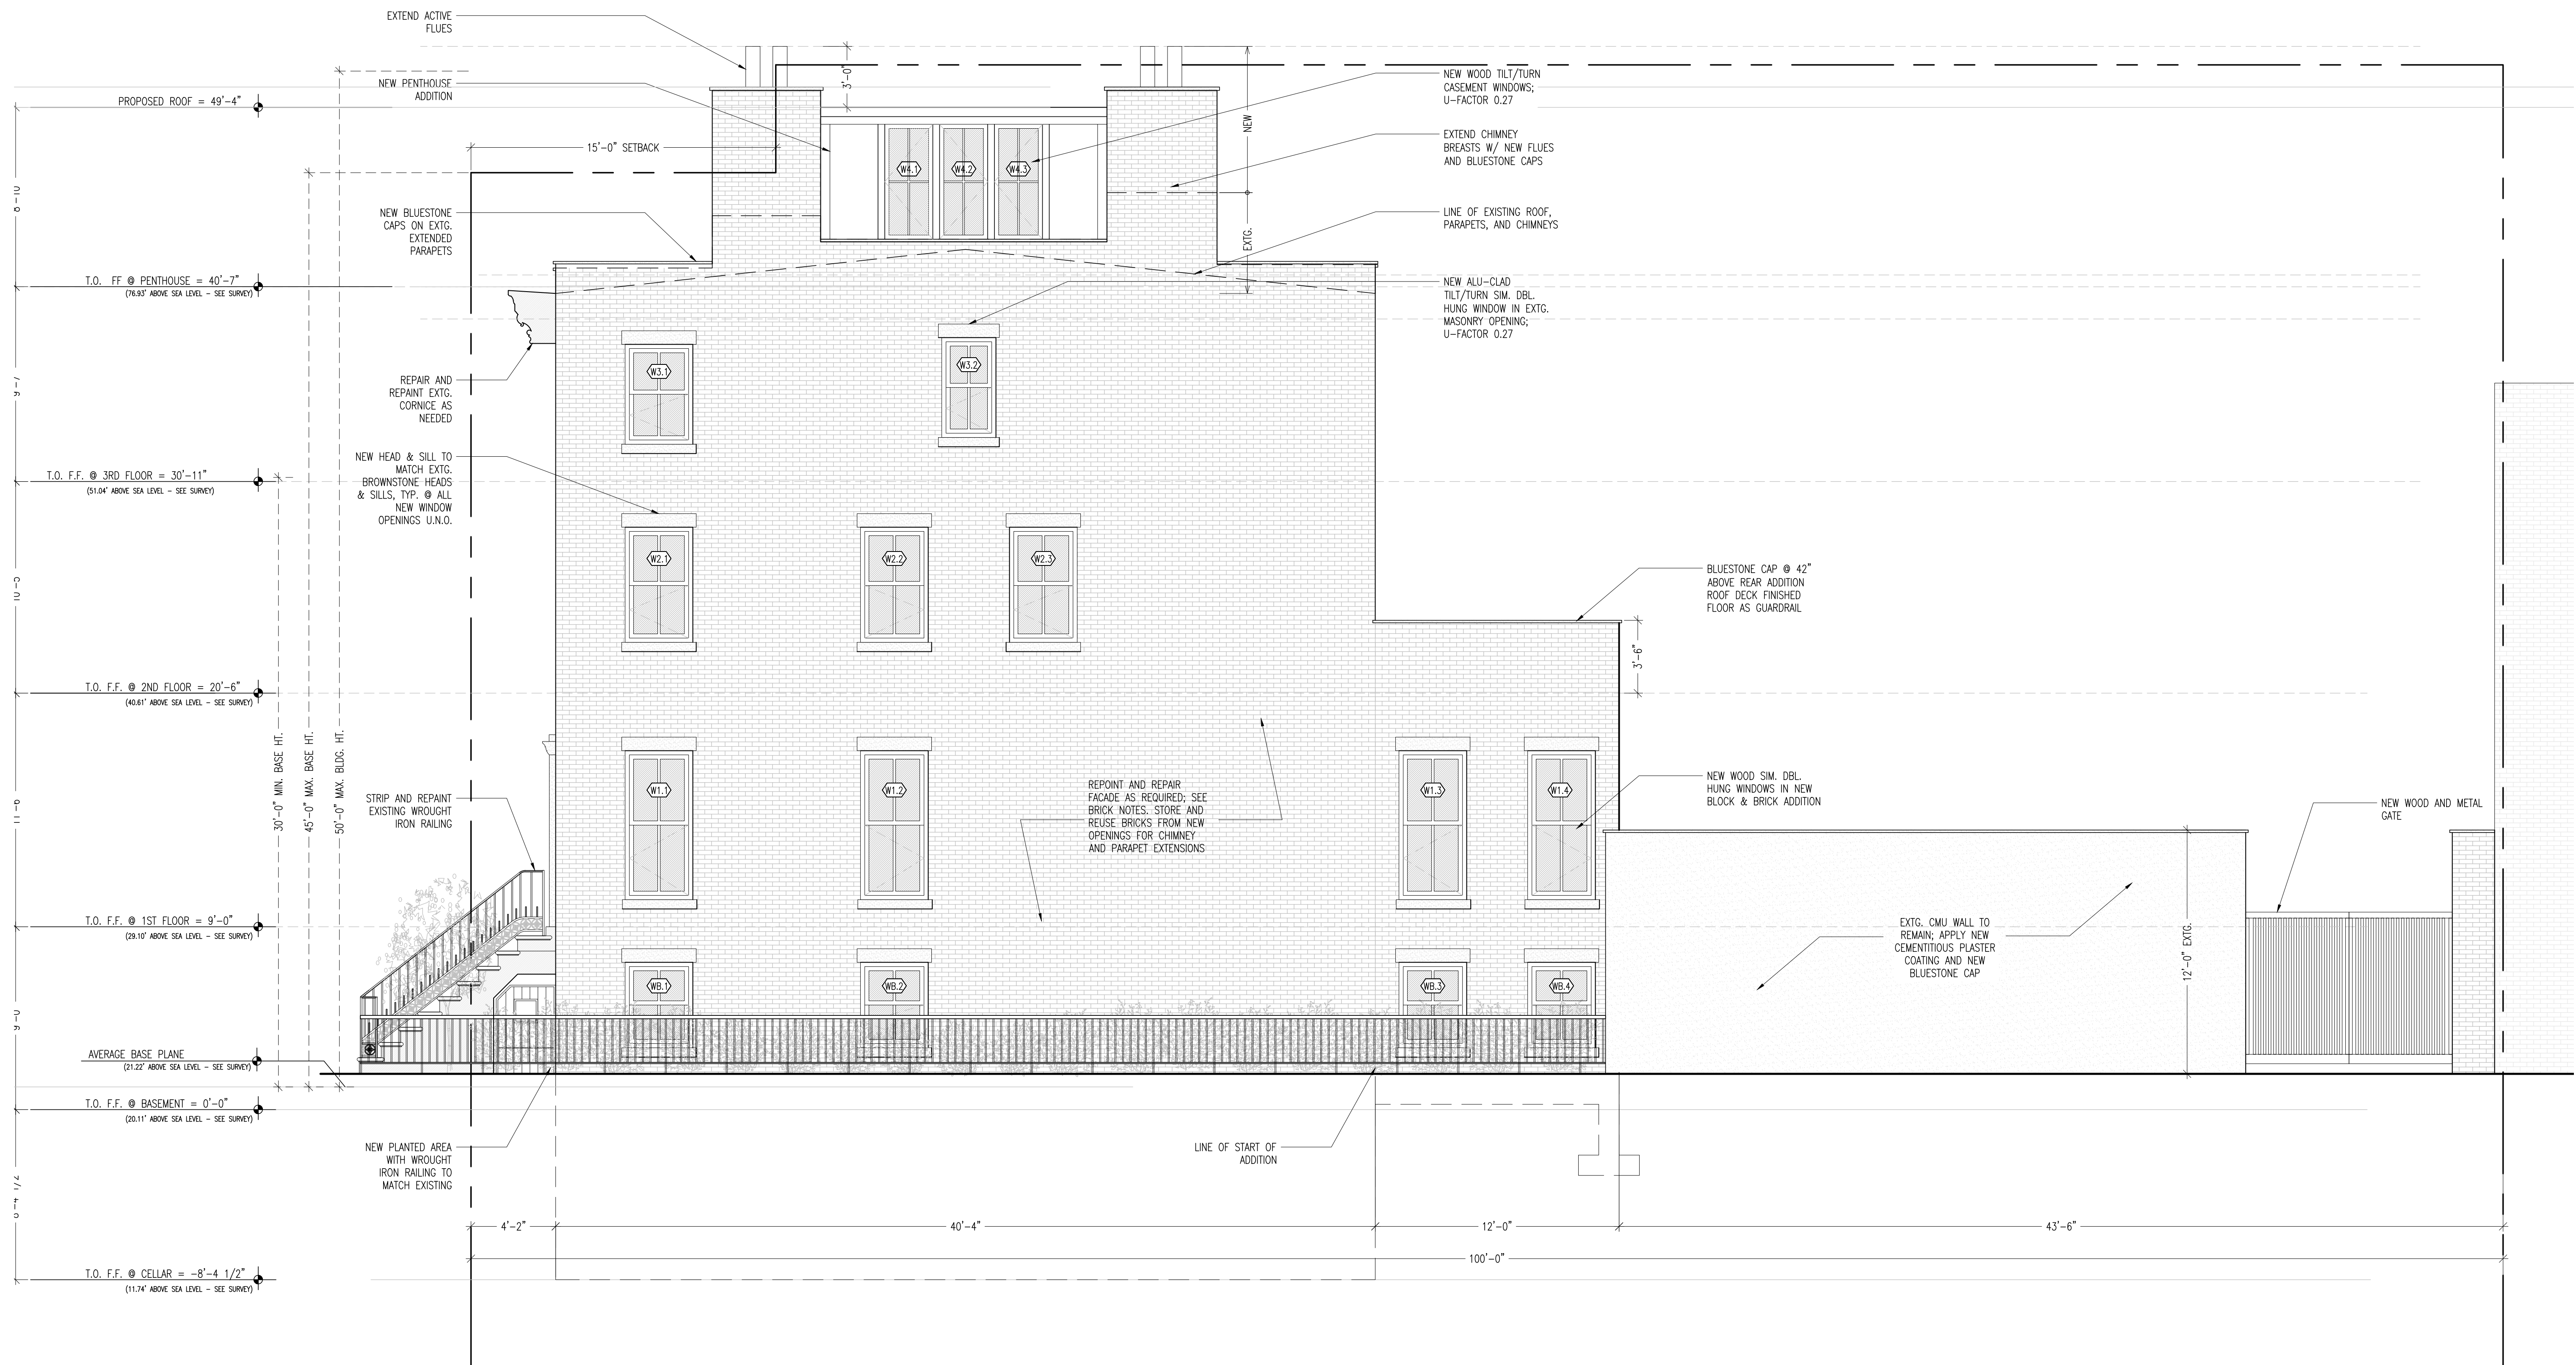 EXTEND ACTIVE
FLUES
NEW PENTHOUSE
ADDITION
PROPOSED ROOF = 49'-4"
3'-0"
15'-0" SETBACK
W4.1
W4.2
W4.3
NEW
EXTG.
NEW WOOD TILT/TURN
CASEMENT WINDOWS;
U-FACTOR 0.27
EXTEND CHIMNEY
BREASTS W/ NEW FLUES
AND BLUESTONE CAPS
LINE OF EXISTING ROOF,
PARAPETS, AND CHIMNEYS
NEW ALU-CLAD
TILT/TURN SIM. DBL.
HUNG WINDOW IN EXTG.
MASONRY OPENING;
U-FACTOR 0.27
NEW BLUESTONE
CAPS ON EXTG.
EXTENDED
PARAPETS
T.O. FF @ PENTHOUSE = 40'-7"
(76.93' ABOVE SEA LEVEL - SEE SURVEY)
REPAIR AND
REPAINT EXTG.
CORNICE AS
NEEDED
W3.1
W3.2
NEW HEAD & SILL TO
MATCH EXTG.
BROWNSTONE HEADS
& SILLS, TYP. @ ALL
NEW WINDOW
OPENINGS U.N.O.
T.O. F.F. @ 3RD FLOOR = 30'-11"
(51.04' ABOVE SEA LEVEL - SEE SURVEY)
W2.1
W2.2
W2.3
BLUESTONE CAP @ 42"
ABOVE REAR ADDITION
ROOF DECK FINISHED
FLOOR AS GUARDRAIL
3'-6"
T.O. F.F. @ 2ND FLOOR = 20'-6"
(40.61' ABOVE SEA LEVEL - SEE SURVEY)
30'-0" MIN. BASE HT.
45'-0" MAX. BASE HT.
50'-0" MAX. BLDG. HT.
STRIP AND REPAINT
EXISTING WROUGHT
IRON RAILING
W1.1
W1.2
W1.3
W1.4
REPOINT AND REPAIR
FACADE AS REQUIRED; SEE
BRICK NOTES. STORE AND
REUSE BRICKS FROM NEW
OPENINGS FOR CHIMNEY
AND PARAPET EXTENSIONS
NEW WOOD SIM. DBL.
HUNG WINDOWS IN NEW
BLOCK & BRICK ADDITION
NEW WOOD AND METAL
GATE
T.O. F.F. @ 1ST FLOOR = 9'-0"
(29.10' ABOVE SEA LEVEL - SEE SURVEY)
EXTG. CMU WALL TO
REMAIN; APPLY NEW
CEMENTITIOUS PLASTER
COATING AND NEW
BLUESTONE CAP
12'-0" EXTG.
WB.1
WB.2
WB.3
WB.4
AVERAGE BASE PLANE
(21.22' ABOVE SEA LEVEL - SEE SURVEY)
T.O. F.F. @ BASEMENT = 0'-0"
(20.11' ABOVE SEA LEVEL - SEE SURVEY)
NEW PLANTED AREA
WITH WROUGHT
IRON RAILING TO
MATCH EXISTING
LINE OF START OF
ADDITION
4'-2"
40'-4"
12'-0"
43'-6"
100'-0"
T.O. F.F. @ CELLAR = -8'-4 1/2"
(11.74' ABOVE SEA LEVEL - SEE SURVEY)